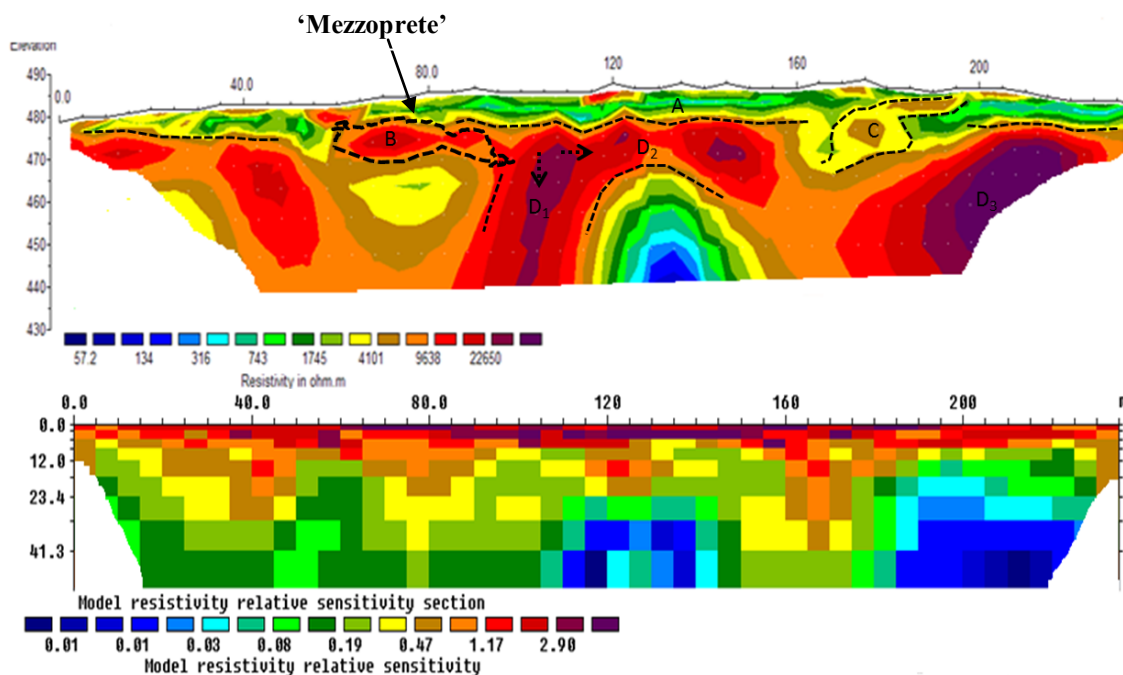 ‘Mezzoprete’
Elevation
490
480
470
460
450
440
430
0.0 40.0 80.0 120 160 200
A
B
C
D1
D2
D3
57.2 134 316 743 1745 4101 9638 22650
Resistivity in ohm.m
0.0 40.0 80.0 120 160 200
0.0
12.8
23.4
41.3
Model resistivity relative sensitivity section
0.01 0.01 0.03 0.08 0.19 0.47 1.17 2.90
Model resistivity relative sensitivity